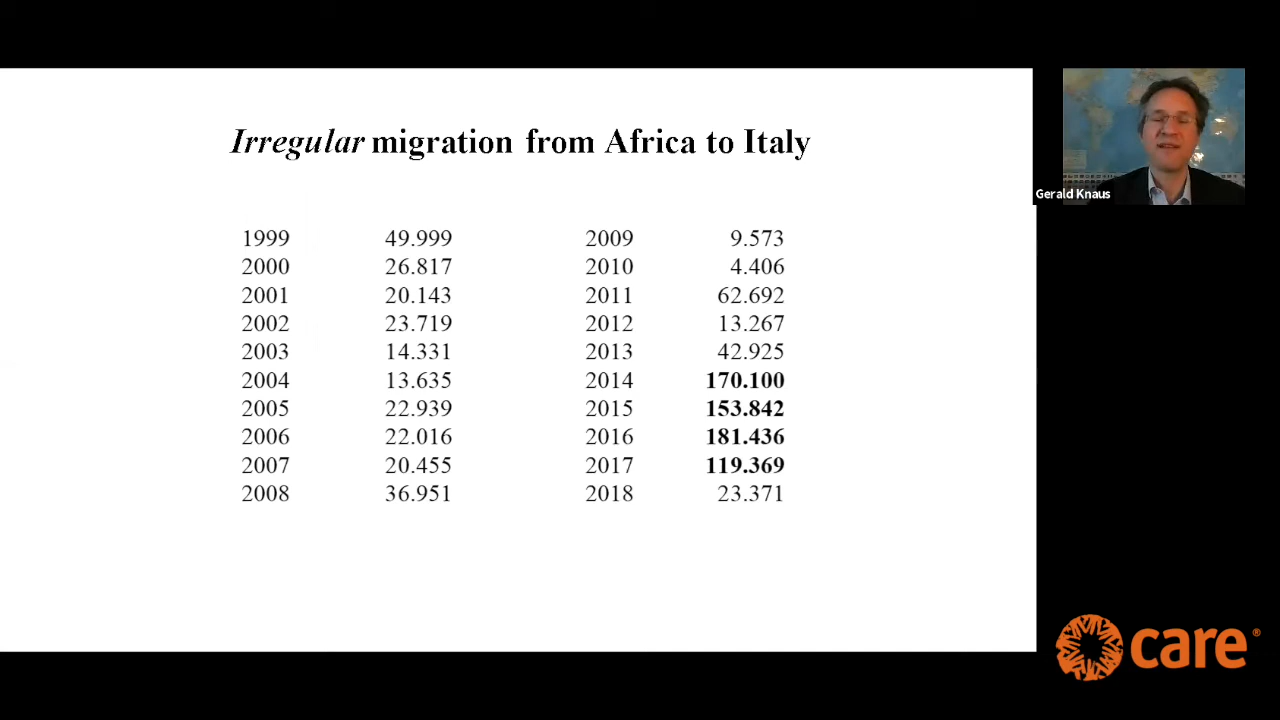 Irregular migration from Africa to Italy
1999 49.999 2009 9.573
2000 26.817 2010 4.406
2001 20.143 2011 62.692
2002 23.719 2012 13.267
2003 14.331 2013 42.925
2004 13.635 2014 170.100
2005 22.939 2015 153.842
2006 22.016 2016 181.436
2007 20.455 2017 119.369
2008 36.951 2018 23.371
Gerald Knaus
care®